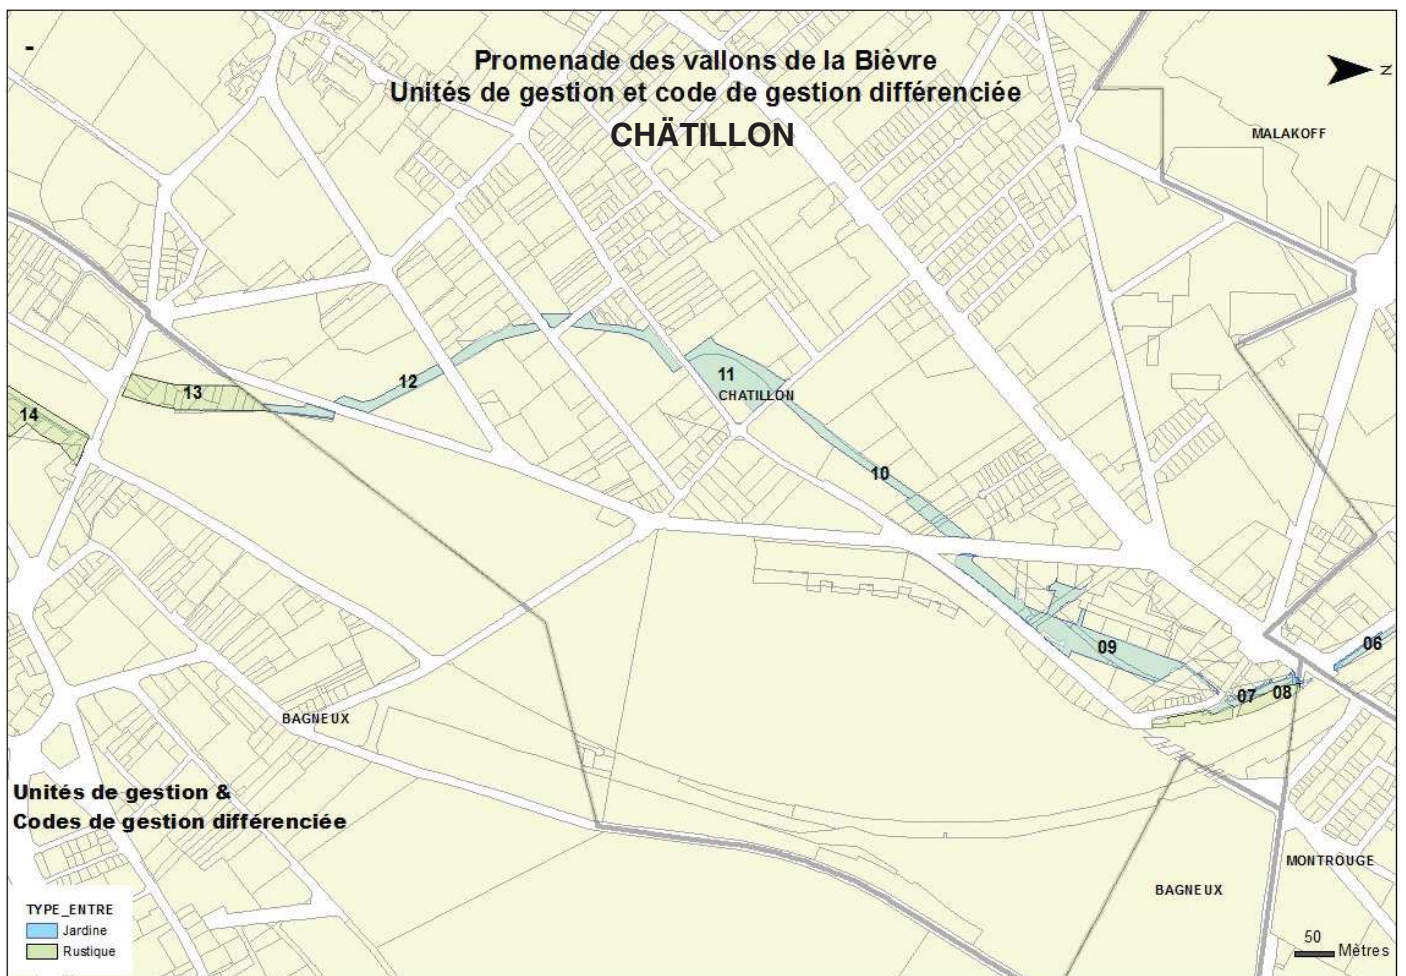 -
Promenade des vallons de la Bièvre
Unités de gestion et code de gestion différenciée
CHÄTILLON
N
MALAKOFF
14
13
12
11
CHATILLON
10
09
07
08
06
BAGNEUX
Unités de gestion &
Codes de gestion différenciée
MONTROUGE
BAGNEUX
TYPE_ENTRE
Jardine
Rustique
50
Mètres